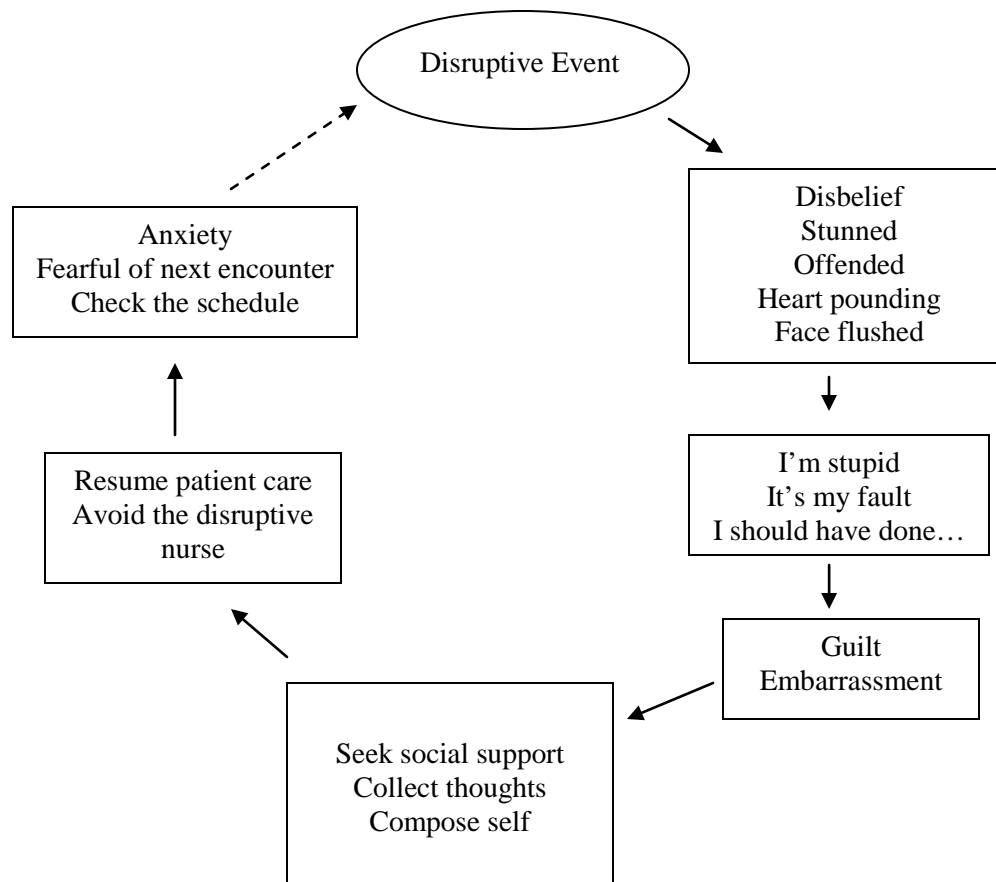 Disruptive Event
Disbelief
Stunned
Offended
Heart pounding
Face flushed
I’m stupid
It’s my fault
I should have done…
Guilt
Embarrassment
Seek social support
Collect thoughts
Compose self
Resume patient care
Avoid the disruptive
nurse
Anxiety
Fearful of next encounter
Check the schedule